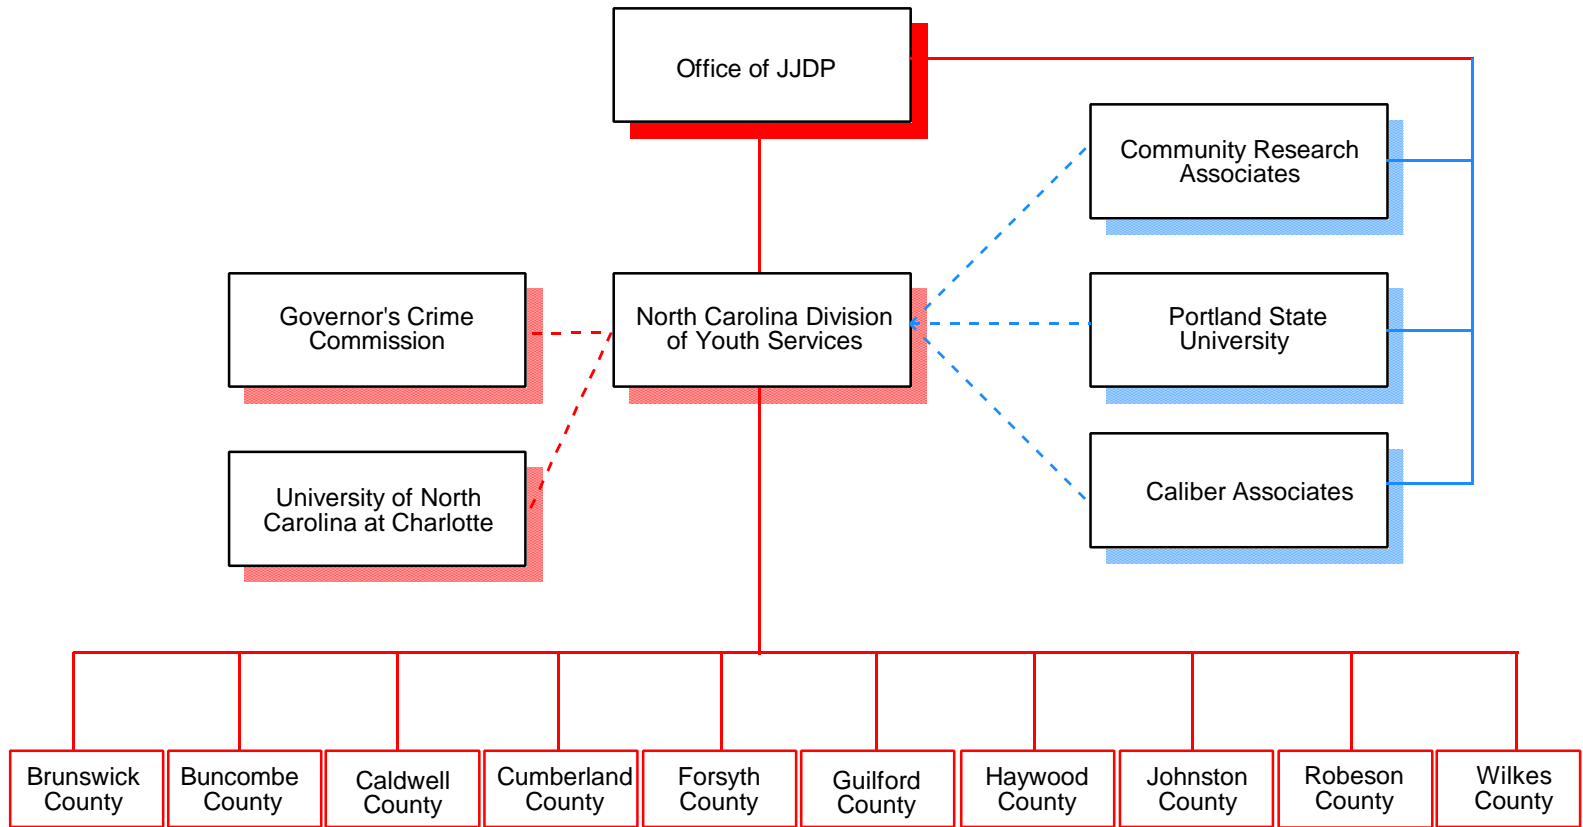 Office of JJDP
Community Research
Associates
Governor's Crime
Commission
North Carolina Division
of Youth Services
Portland State
University
University of North
Carolina at Charlotte
Caliber Associates
Brunswick
County
Buncombe
County
Caldwell
County
Cumberland
County
Forsyth
County
Guilford
County
Haywood
County
Johnston
County
Robeson
County
Wilkes
County